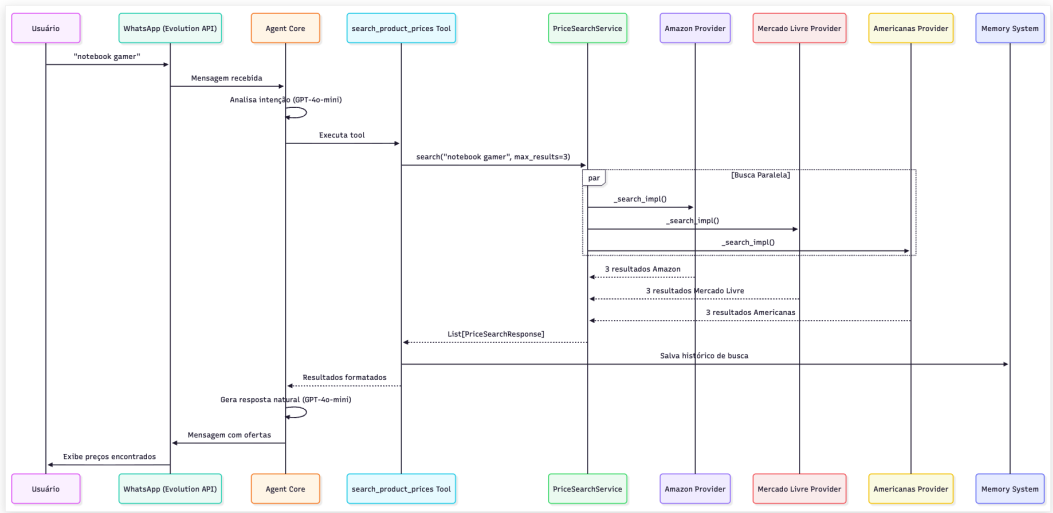 Usuário
WhatsApp (Evolution API)
Agent Core
search_product_prices Tool
PriceSearchService
Amazon Provider
Mercado Livre Provider
Americanas Provider
Memory System
"notebook gamer"
Mensagem recebida
Analisa intenção (GPT-4o-mini)
Executa tool
search("notebook gamer", max_results=3)
par
[Busca Paralela]
_search_impl()
_search_impl()
_search_impl()
3 resultados Amazon
3 resultados Mercado Livre
3 resultados Americanas
List[PriceSearchResponse]
Salva histórico de busca
Resultados formatados
Gera resposta natural (GPT-4o-mini)
Mensagem com ofertas
Exibe preços encontrados
Usuário
WhatsApp (Evolution API)
Agent Core
search_product_prices Tool
PriceSearchService
Amazon Provider
Mercado Livre Provider
Americanas Provider
Memory System